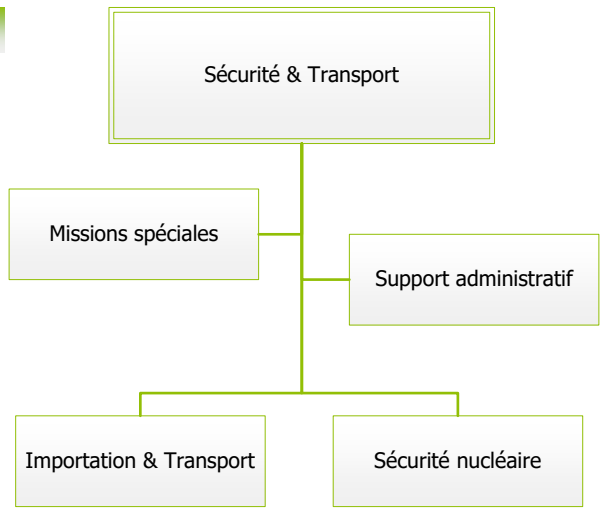 Sécurité & Transport
Missions spéciales
Support administratif
Importation & Transport
Sécurité nucléaire